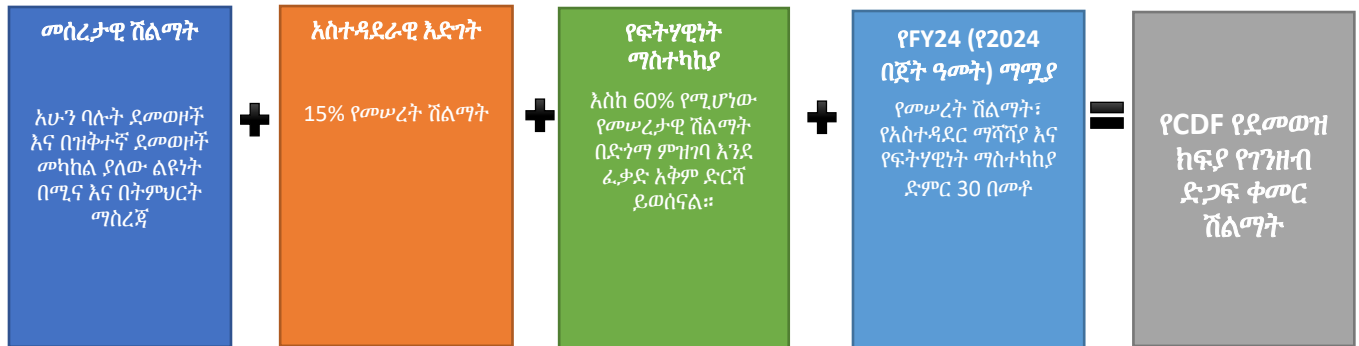 መሰረታዊ ሽልማት
አሁን ባሉት ደመወዞች
እና በዝቅተኛ ደመወዞች
መካከል ያለው ልዩነት
በሚና እና በትምህርት
ማስረጃ
+
አስተዳደራዊ እድገት
15% የመሠረት ሽልማት
+
የፍትሃዊነት
ማስተካከያ
እስከ 60% የሚሆነው
የመሠረታዊ ሽልማት
በድጎማ ምዝገባ እንደ
ፈቃድ አቅም ድርሻ
ይወሰናል።
+
የFY24 (የ2024
በጀት ዓመት) ማሟያ
የመሠረት ሽልማት፣
የአስተዳደር ማሻሻያ እና
የፍትሃዊነት ማስተካከያ
ድምር 30 በመቶ
=
የCDF የደመወዝ
ክፍያ የገንዘብ
ድጋፍ ቀመር
ሽልማት